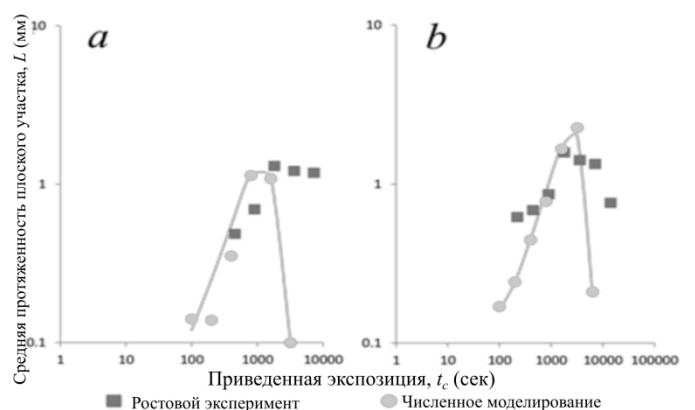 a
b
Средняя протяженность плоского участка, L (мм)
10
1
0.1
1
10
100
1000
10000
10
1
0.1
1
10
100
1000
10000
100000
Приведенная экспозиция, tc (сек)
Ростовой эксперимент
Численное моделирование